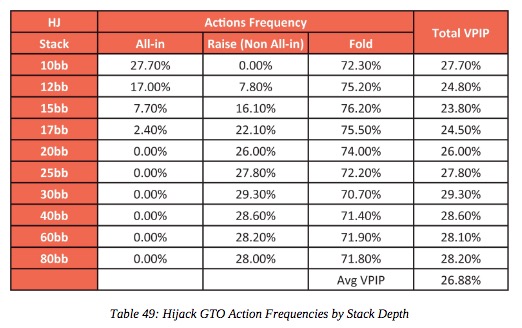 HJ Actions Frequency Total VPIP
Stack All-in Raise (Non All-in) Fold
10bb 27.70% 0.00% 72.30% 27.70%
12bb 17.00% 7.80% 75.20% 24.80%
15bb 7.70% 16.10% 76.20% 23.80%
17bb 2.40% 22.10% 75.50% 24.50%
20bb 0.00% 26.00% 74.00% 26.00%
25bb 0.00% 27.80% 72.20% 27.80%
30bb 0.00% 29.30% 70.70% 29.30%
40bb 0.00% 28.60% 71.40% 28.60%
60bb 0.00% 28.20% 71.90% 28.10%
80bb 0.00% 28.00% 71.80% 28.20%
Avg VPIP 26.88%
Table 49: Hijack GTO Action Frequencies by Stack Depth